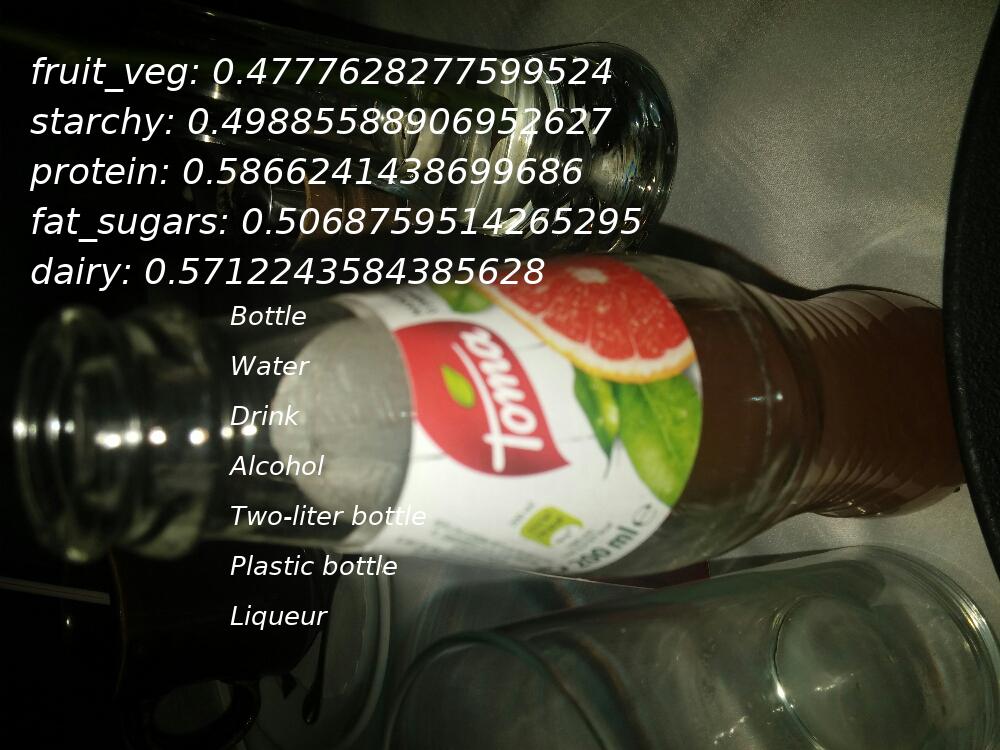 fruit_veg: 0.4777628277599524
starchy: 0.49885588906952627
protein: 0.5866241438699686
fat_sugars: 0.5068759514265295
dairy: 0.5712243584385628
Bottle
Water
Drink
Alcohol
Two-liter bottle
Plastic bottle
Liqueur
Toma
200 ml e